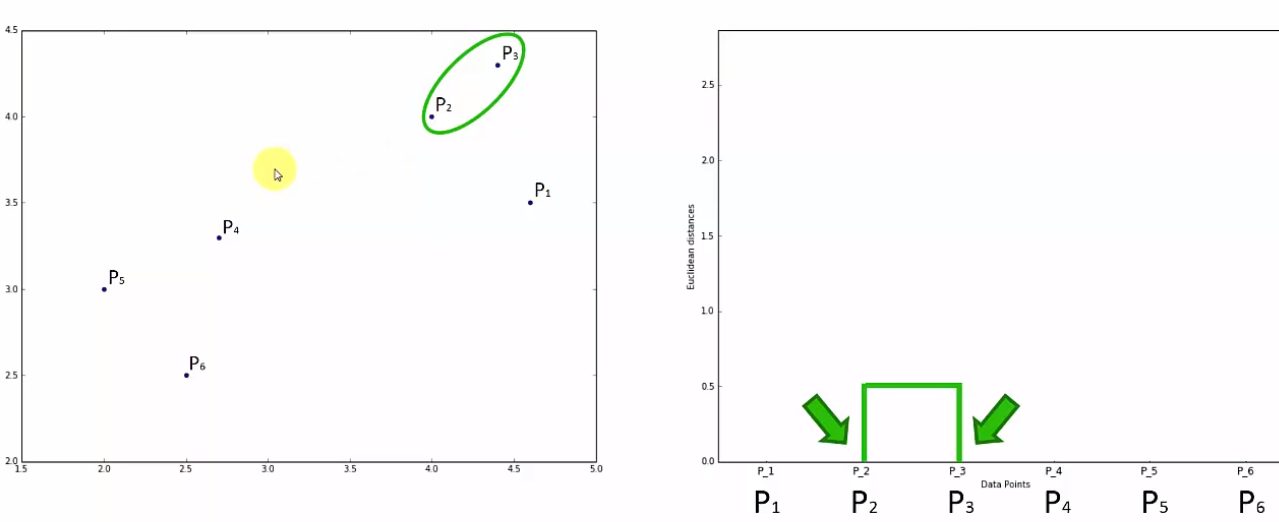 4.5
P₃
P₂
4.0
P₁
3.5
P₄
P₅
3.0
P₆
2.5
2.0
1.5 2.0 2.5 3.0 3.5 4.0 4.5 5.0
2.5
2.0
Euclidean distances
1.5
1.0
0.5
0.0
P_1 P_2 P_3 P_4 P_5 P_6
Data Points
P₁ P₂ P₃ P₄ P₅ P₆